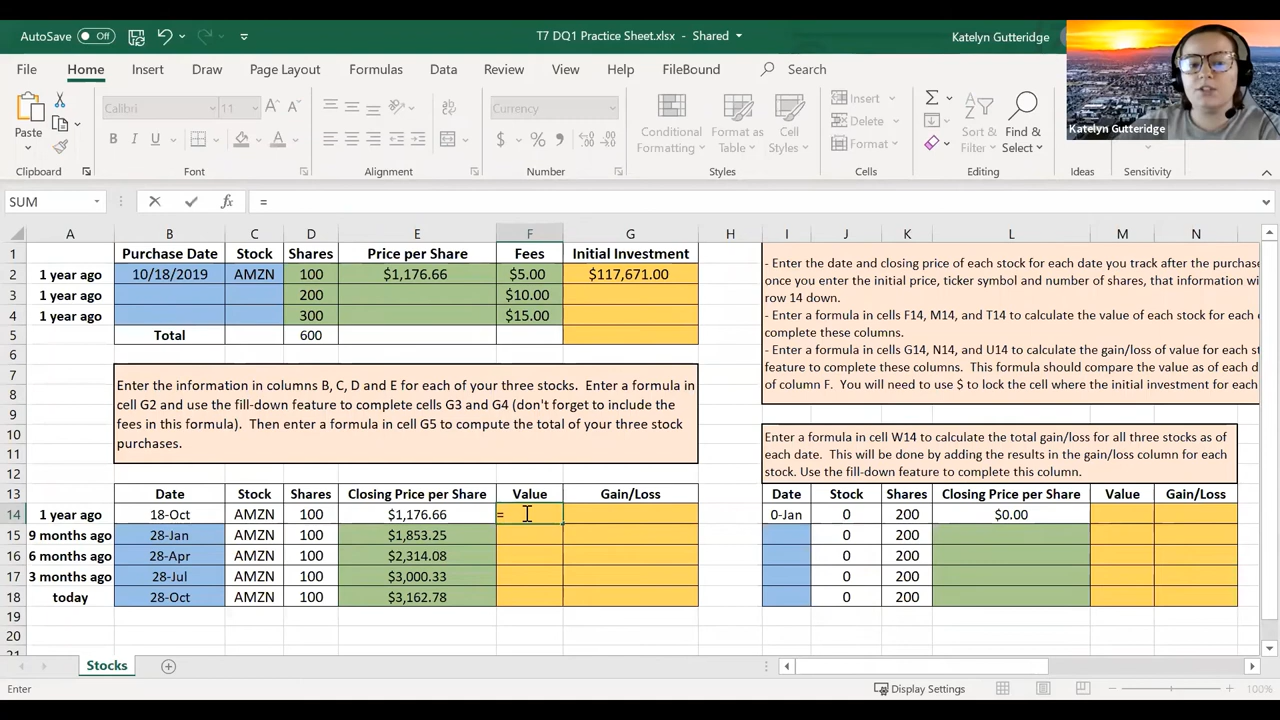 AutoSave Off T7 DQ1 Practice Sheet.xlsx - Shared Katelyn Gutteridge
File Home Insert Draw Page Layout Formulas Data Review View Help FileBound Search
Katelyn Gutteridge
Calibri 11 A A Currency Insert Σ
Paste Conditional Format as Cell Delete Sort & Find &
B I U $ % , Formatting Table Styles Format Filter Select
Clipboard Font Alignment Number Styles Cells Editing Ideas Sensitivity
SUM fx =
A B C D E F G H I J K L M N
1 Purchase Date Stock Shares Price per Share Fees Initial Investment
2 1 year ago 10/18/2019 AMZN 100 $1,176.66 $5.00 $117,671.00
3 1 year ago 200 $10.00
4 1 year ago 300 $15.00
5 Total 600
6
7
8
9
10
11
12
Enter the information in columns B, C, D and E for each of your three stocks. Enter a formula in
cell G2 and use the fill-down feature to complete cells G3 and G4 (don't forget to include the
fees in this formula). Then enter a formula in cell G5 to compute the total of your three stock
purchases.
- Enter the date and closing price of each stock for each date you track after the purchase
once you enter the initial price, ticker symbol and number of shares, that information wi
row 14 down.
- Enter a formula in cells F14, M14, and T14 to calculate the value of each stock for each d
complete these columns.
- Enter a formula in cells G14, N14, and U14 to calculate the gain/loss of value for each st
feature to complete these columns. This formula should compare the value as of each d
of column F. You will need to use $ to lock the cell where the initial investment for each
Enter a formula in cell W14 to calculate the total gain/loss for all three stocks as of
each date. This will be done by adding the results in the gain/loss column for each
stock. Use the fill-down feature to complete this column.
13 Date Stock Shares Closing Price per Share Value Gain/Loss Date Stock Shares Closing Price per Share Value Gain/Loss
14 1 year ago 18-Oct AMZN 100 $1,176.66 = 0-Jan 0 200 $0.00
15 9 months ago 28-Jan AMZN 100 $1,853.25 0 200
16 6 months ago 28-Apr AMZN 100 $2,314.08 0 200
17 3 months ago 28-Jul AMZN 100 $3,000.33 0 200
18 today 28-Oct AMZN 100 $3,162.78 0 200
19
20
21
Stocks
Enter Display Settings 100%